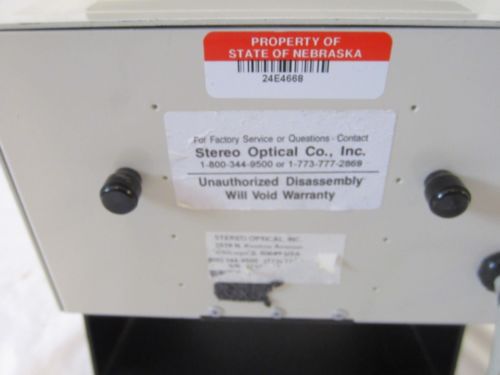 PROPERTY OF
STATE OF NEBRASKA
24E4668
For Factory Service or Questions - Contact
Stereo Optical Co., Inc.
1-800-344-9500 or 1-773-777-2869
Unauthorized Disassembly
Will Void Warranty
STEREO OPTICAL, INC.